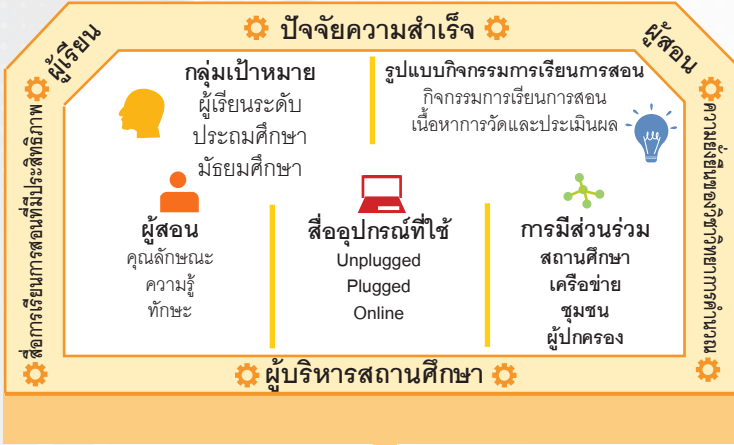 ปัจจัยความสำเร็จ
ผู้เรียน
ผู้สอน
กลุ่มเป้าหมาย
ผู้เรียนระดับ
ประถมศึกษา
มัธยมศึกษา
รูปแบบกิจกรรมการเรียนการสอน
กิจกรรมการเรียนการสอน
เนื้อหาการวัดและประเมินผล
สื่อการเรียนการสอนที่มีประสิทธิภาพ
ความยั่งยืนของวิชาวิทยาการคำนวณ
ผู้สอน
คุณลักษณะ
ความรู้
ทักษะ
สื่ออุปกรณ์ที่ใช้
Unplugged
Plugged
Online
การมีส่วนร่วม
สถานศึกษา
เครือข่าย
ชุมชน
ผู้ปกครอง
ผู้บริหารสถานศึกษา